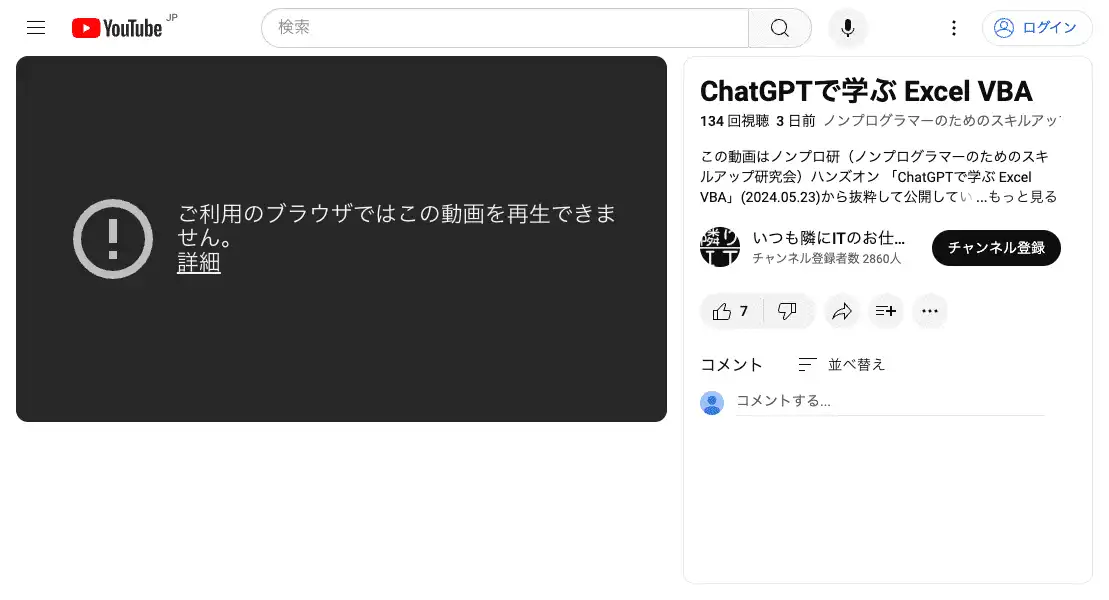 YouTube JP
検索
ログイン
ご利用のブラウザではこの動画を再生できま
せん。
詳細
ChatGPTで学ぶ Excel VBA
134 回視聴 3 日前 ノンプログラマーのためのスキルアッ
この動画はノンプロ研（ノンプログラマーのためのスキ
ルアップ研究会）ハンズオン 「ChatGPTで学ぶ Excel
VBA」(2024.05.23)から抜粋して公開してい ...もっと見る
隣り
IT
いつも隣にITのお仕...
チャンネル登録者数 2860人
チャンネル登録
7
コメント
並べ替え
コメントする...